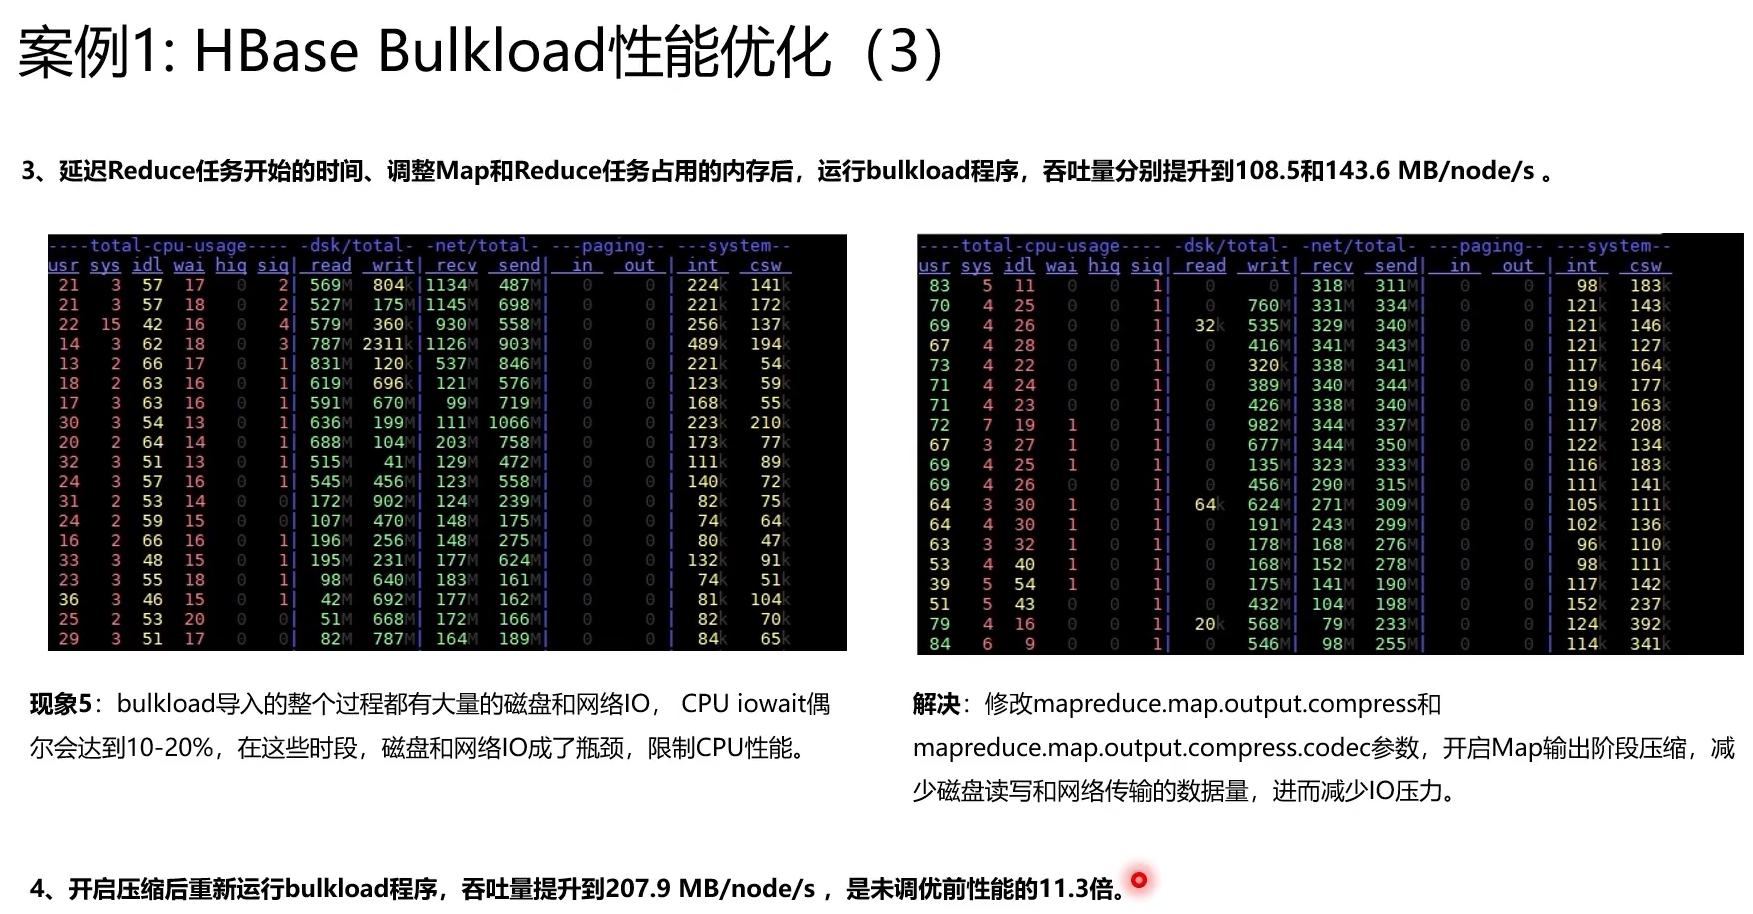 案例1: HBase Bulkload性能优化（3）
3、延迟Reduce任务开始的时间、调整Map和Reduce任务占用的内存后，运行bulkload程序，吞吐量分别提升到108.5和143.6 MB/node/s 。
----total-cpu-usage---- -dsk/total- -net/total- ---paging-- ---system--
usr sys idl wai hiq siq| read writ| recv send| in out | int csw
21 3 57 17 0 2| 569M 804k|1134M 487M| 0 0 | 224k 141k
21 3 57 18 0 2| 527M 175M|1145M 698M| 0 0 | 221k 172k
22 15 42 16 0 4| 579M 360k| 930M 558M| 0 0 | 256k 137k
14 3 62 18 0 3| 787M 2311k|1126M 903M| 0 0 | 489k 194k
13 2 66 17 0 1| 831M 120k| 537M 846M| 0 0 | 221k 54k
18 2 63 16 0 1| 619M 696k| 121M 576M| 0 0 | 123k 59k
17 3 63 16 0 1| 591M 670M| 99M 719M| 0 0 | 168k 55k
30 3 54 13 0 1| 636M 199M| 111M 1066M| 0 0 | 223k 210k
20 2 64 14 0 1| 688M 104M| 203M 758M| 0 0 | 173k 77k
32 3 51 13 0 1| 515M 41M| 129M 472M| 0 0 | 111k 89k
24 3 57 16 0 1| 545M 456M| 123M 558M| 0 0 | 140k 72k
31 2 53 14 0 0| 172M 902M| 124M 239M| 0 0 | 82k 75k
24 2 59 15 0 0| 107M 470M| 148M 175M| 0 0 | 74k 64k
16 2 66 16 0 1| 196M 256M| 148M 275M| 0 0 | 80k 47k
33 3 48 15 0 1| 195M 231M| 177M 624M| 0 0 | 132k 91k
23 3 55 18 0 1| 98M 640M| 183M 161M| 0 0 | 74k 51k
36 3 46 15 0 1| 42M 692M| 177M 162M| 0 0 | 81k 104k
25 2 53 20 0 0| 51M 668M| 172M 166M| 0 0 | 82k 70k
29 3 51 17 0 0| 82M 787M| 164M 189M| 0 0 | 84k 65k
----total-cpu-usage---- -dsk/total- -net/total- ---paging-- ---system--
usr sys idl wai hiq siq| read writ| recv send| in out | int csw
83 5 11 0 0 1| 0 0 | 318M 311M| 0 0 | 98k 183k
70 4 25 0 0 1| 0 760M| 331M 334M| 0 0 | 121k 143k
69 4 26 0 0 1| 32k 535M| 329M 340M| 0 0 | 121k 146k
67 4 28 0 0 1| 0 416M| 341M 343M| 0 0 | 121k 127k
73 4 22 0 0 1| 0 320k| 338M 341M| 0 0 | 117k 164k
71 4 24 0 0 1| 0 389M| 340M 344M| 0 0 | 119k 177k
71 4 23 0 0 1| 0 426M| 338M 340M| 0 0 | 119k 163k
72 7 19 1 0 1| 0 982M| 344M 337M| 0 0 | 117k 208k
67 3 27 1 0 1| 0 677M| 344M 350M| 0 0 | 122k 134k
69 4 25 1 0 1| 0 135M| 323M 333M| 0 0 | 116k 183k
69 4 26 0 0 1| 0 456M| 290M 315M| 0 0 | 111k 141k
64 3 30 1 0 1| 64k 624M| 271M 309M| 0 0 | 105k 111k
64 4 30 1 0 1| 0 191M| 243M 299M| 0 0 | 102k 136k
63 3 32 1 0 1| 0 178M| 168M 276M| 0 0 | 96k 110k
53 4 40 1 0 1| 0 168M| 152M 278M| 0 0 | 98k 111k
39 5 54 1 0 1| 0 175M| 141M 190M| 0 0 | 117k 142k
51 5 43 0 0 1| 0 432M| 104M 198M| 0 0 | 152k 237k
79 4 16 0 0 1| 20k 568M| 79M 233M| 0 0 | 124k 392k
84 6 9 0 0 1| 0 546M| 98M 255M| 0 0 | 114k 341k
现象5：bulkload导入的整个过程都有大量的磁盘和网络IO， CPU iowait偶
尔会达到10-20%，在这些时段，磁盘和网络IO成了瓶颈，限制CPU性能。
解决：修改mapreduce.map.output.compress和
mapreduce.map.output.compress.codec参数，开启Map输出阶段压缩，减
少磁盘读写和网络传输的数据量，进而减少IO压力。
4、开启压缩后重新运行bulkload程序，吞吐量提升到207.9 MB/node/s ，是未调优前性能的11.3倍。